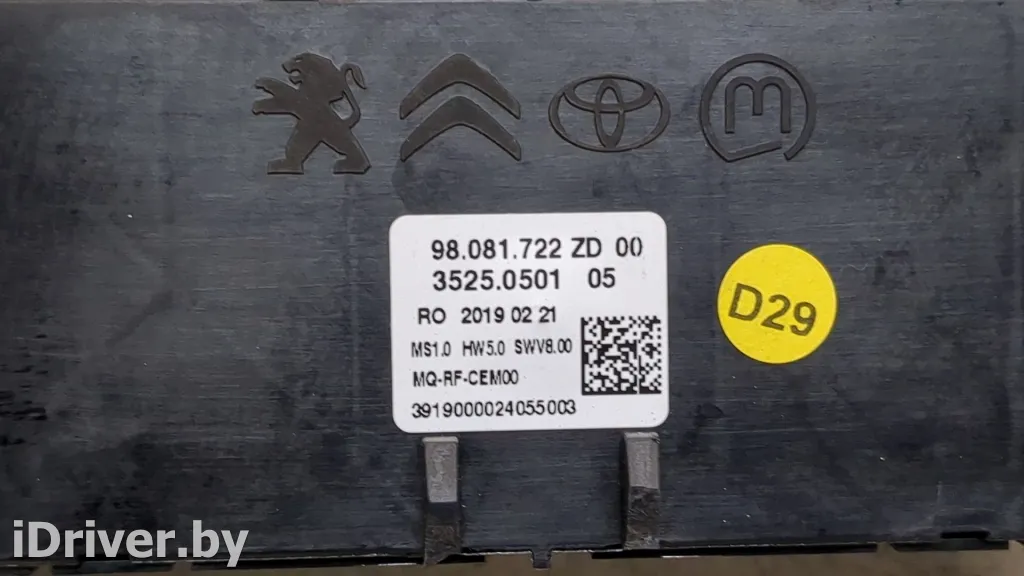 98.081.722 ZD 00
3525.0501 05
RO 2019 02 21
MS1.0 HW5.0 SWV8.00
MQ-RF-CEM00
3919000024055003
D29
iDriver.by